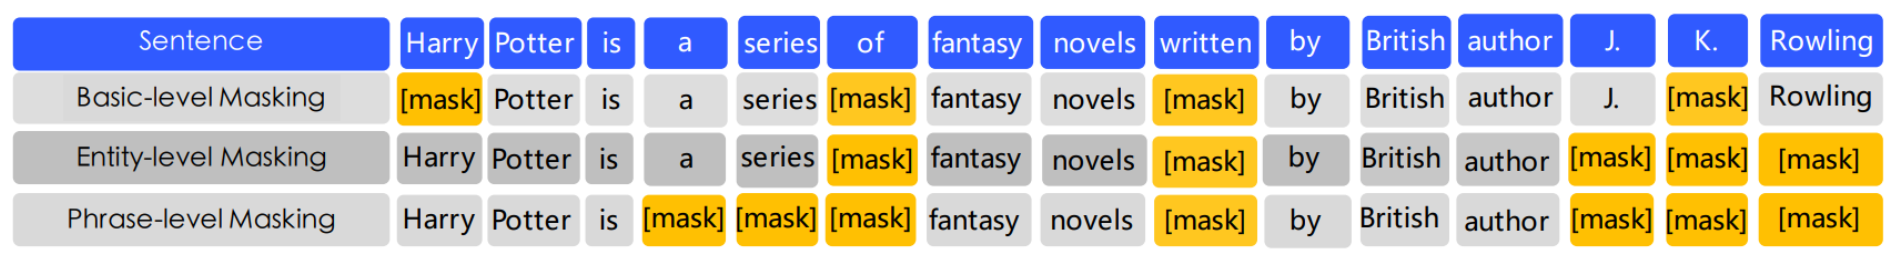 Sentence Harry Potter is a series of fantasy novels written by British author J. K. Rowling
Basic-level Masking [mask] Potter is a series [mask] fantasy novels [mask] by British author J. [mask] Rowling
Entity-level Masking Harry Potter is a series [mask] fantasy novels [mask] by British author [mask] [mask] [mask]
Phrase-level Masking Harry Potter is [mask] [mask] [mask] fantasy novels [mask] by British author [mask] [mask] [mask]